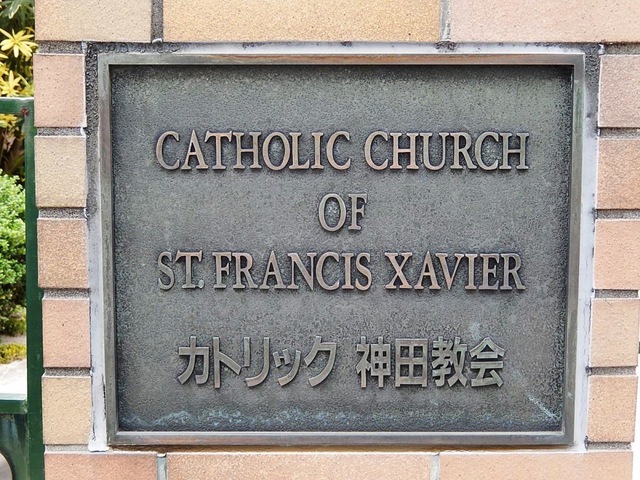 CATHOLIC CHURCH
OF
ST. FRANCIS XAVIER
カトリック 神田教会